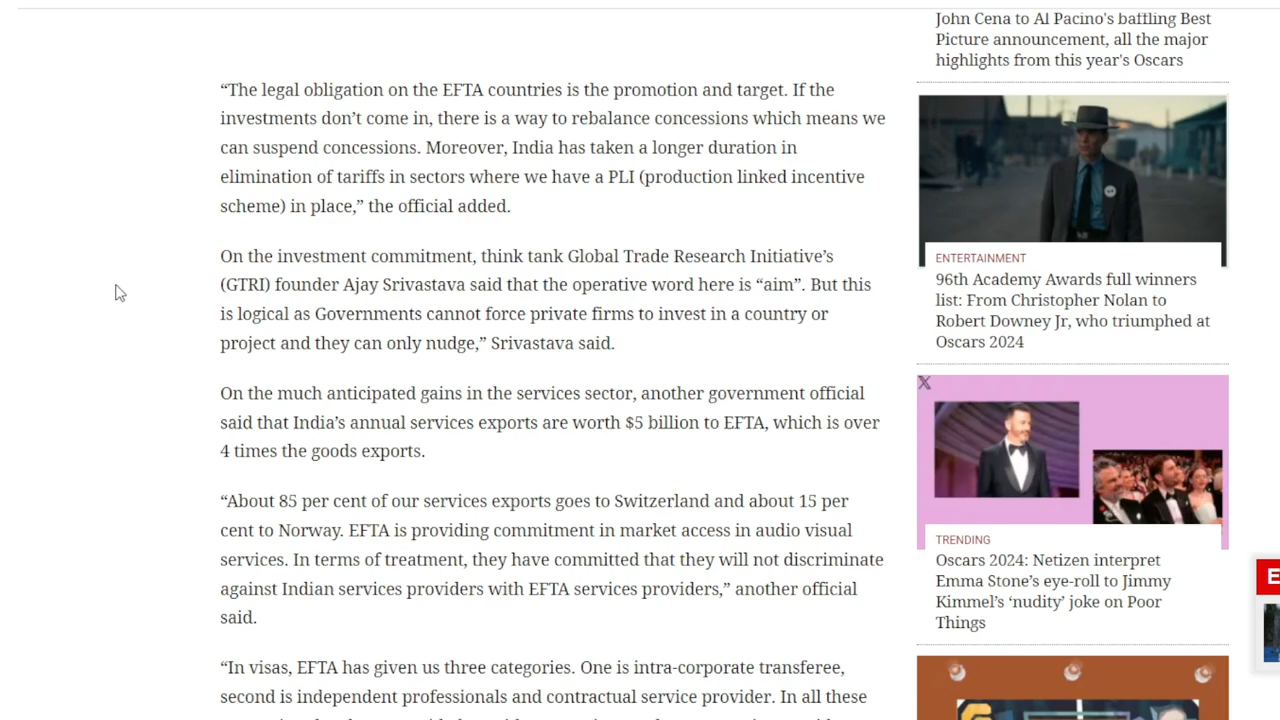 “The legal obligation on the EFTA countries is the promotion and target. If the
investments don’t come in, there is a way to rebalance concessions which means we
can suspend concessions. Moreover, India has taken a longer duration in
elimination of tariffs in sectors where we have a PLI (production linked incentive
scheme) in place,” the official added.
On the investment commitment, think tank Global Trade Research Initiative’s
(GTRI) founder Ajay Srivastava said that the operative word here is “aim”. But this
is logical as Governments cannot force private firms to invest in a country or
project and they can only nudge,” Srivastava said.
On the much anticipated gains in the services sector, another government official
said that India’s annual services exports are worth $5 billion to EFTA, which is over
4 times the goods exports.
“About 85 per cent of our services exports goes to Switzerland and about 15 per
cent to Norway. EFTA is providing commitment in market access in audio visual
services. In terms of treatment, they have committed that they will not discriminate
against Indian services providers with EFTA services providers,” another official
said.
“In visas, EFTA has given us three categories. One is intra-corporate transferee,
second is independent professionals and contractual service provider. In all these
John Cena to Al Pacino's baffling Best
Picture announcement, all the major
highlights from this year's Oscars
ENTERTAINMENT
96th Academy Awards full winners
list: From Christopher Nolan to
Robert Downey Jr, who triumphed at
Oscars 2024
X
TRENDING
Oscars 2024: Netizen interpret
Emma Stone’s eye-roll to Jimmy
Kimmel’s ‘nudity’ joke on Poor
Things
E